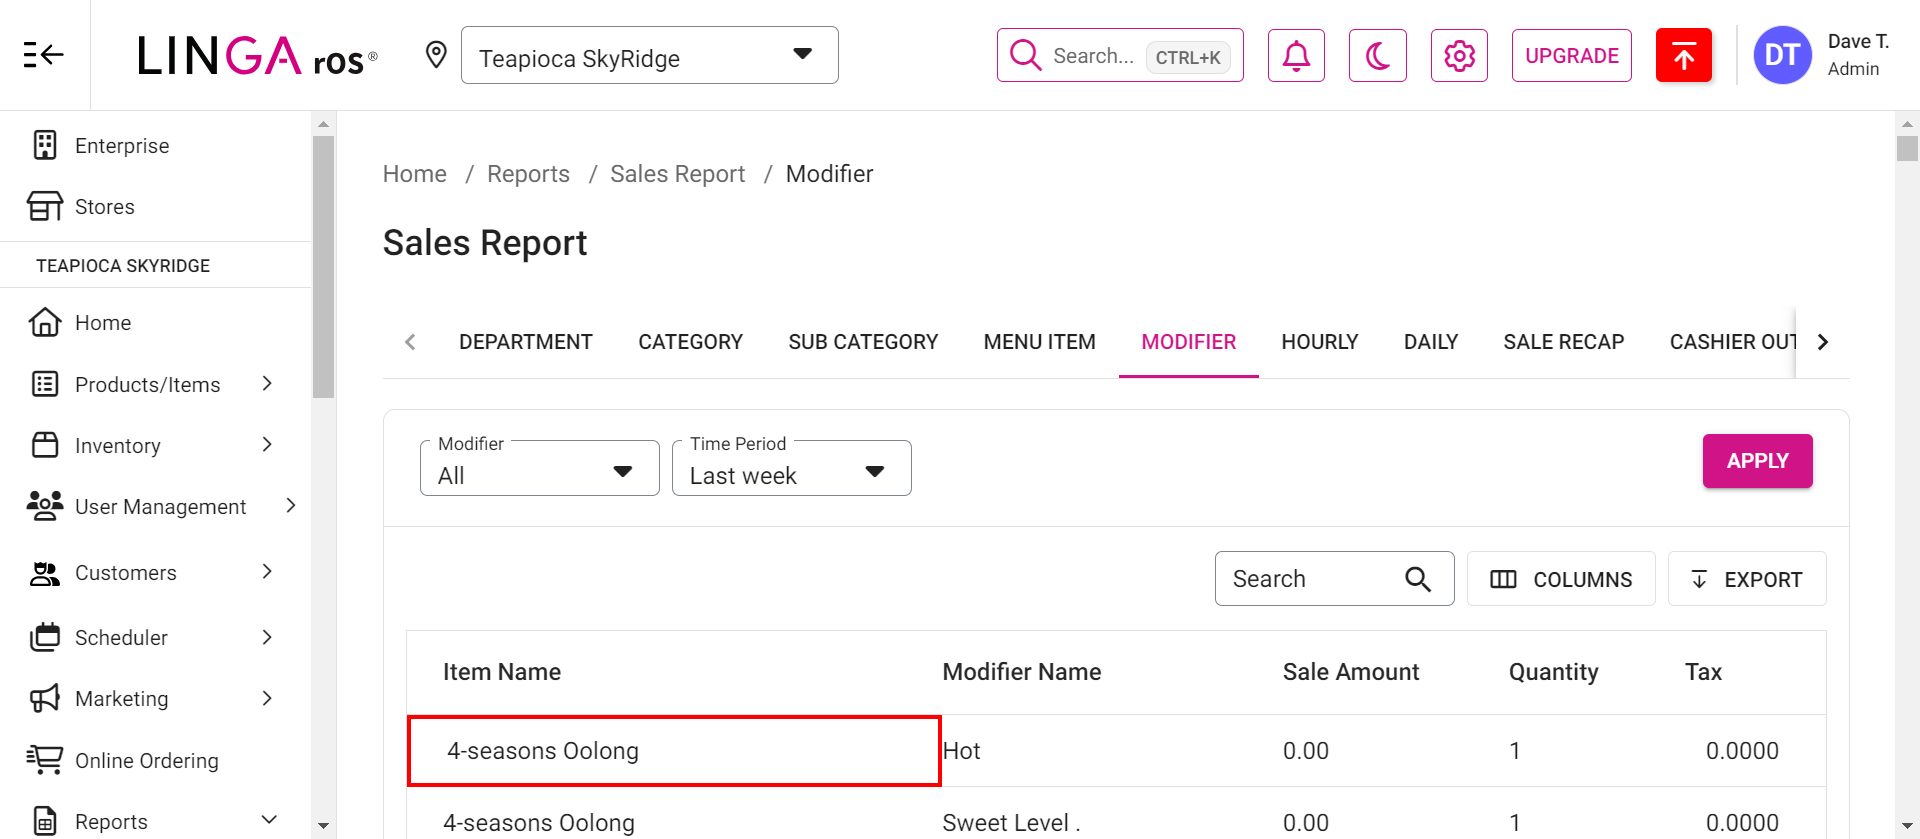 LINGA ros®
Teapioca SkyRidge
Search... CTRL+K
UPGRADE
DT
Dave T.
Admin
Enterprise
Stores
TEAPIOCA SKYRIDGE
Home
Products/Items
Inventory
User Management
Customers
Scheduler
Marketing
Online Ordering
Reports
Home / Reports / Sales Report / Modifier
Sales Report
DEPARTMENT CATEGORY SUB CATEGORY MENU ITEM MODIFIER HOURLY DAILY SALE RECAP CASHIER OUT
Modifier
All
Time Period
Last week
APPLY
Search
COLUMNS
EXPORT
Item Name Modifier Name Sale Amount Quantity Tax
4-seasons Oolong Hot 0.00 1 0.0000
4-seasons Oolong Sweet Level . 0.00 1 0.0000